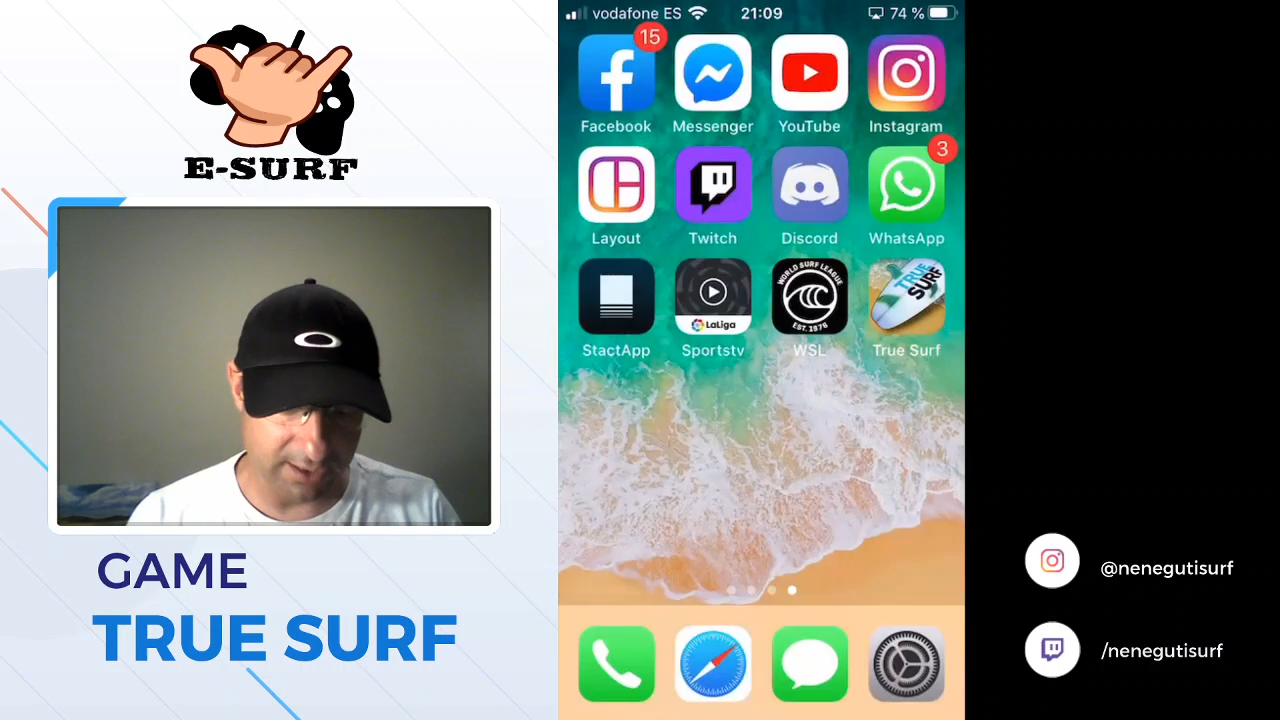 E-SURF
GAME
TRUE SURF
vodafone ES 21:09 74 %
15
Facebook Messenger YouTube Instagram
3
Layout Twitch Discord WhatsApp
LaLiga
WORLD SURF LEAGUE
EST. 1976
TRUE SURF
StactApp Sportstv WSL True Surf
@nenegutisurf
/nenegutisurf